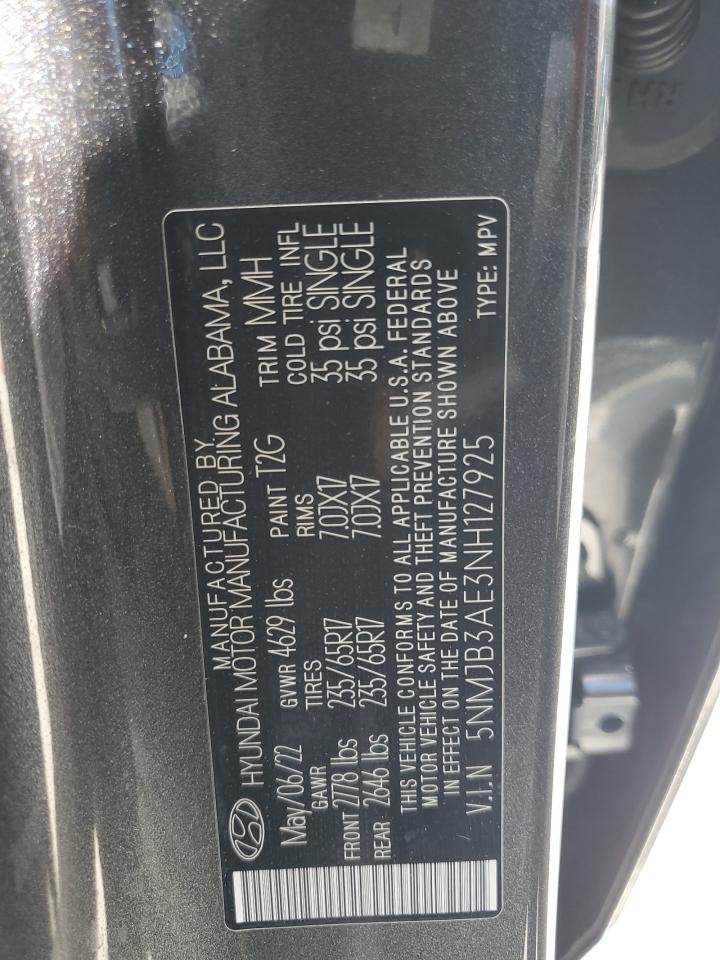 MANUFACTURED BY
HYUNDAI MOTOR MANUFACTURING ALABAMA, LLC
May/06/22 GVWR 4629 lbs PAINT T2G TRIM MMH
GAWR TIRES RIMS COLD TIRE INFL
FRONT 2778 lbs 235/65R17 7.0JX17 35 psi SINGLE
REAR 2646 lbs 235/65R17 7.0JX17 35 psi SINGLE
THIS VEHICLE CONFORMS TO ALL APPLICABLE U.S.A. FEDERAL
MOTOR VEHICLE SAFETY AND THEFT PREVENTION STANDARDS
IN EFFECT ON THE DATE OF MANUFACTURE SHOWN ABOVE
V.I.N 5NMJB3AE3NH127925 TYPE: MPV